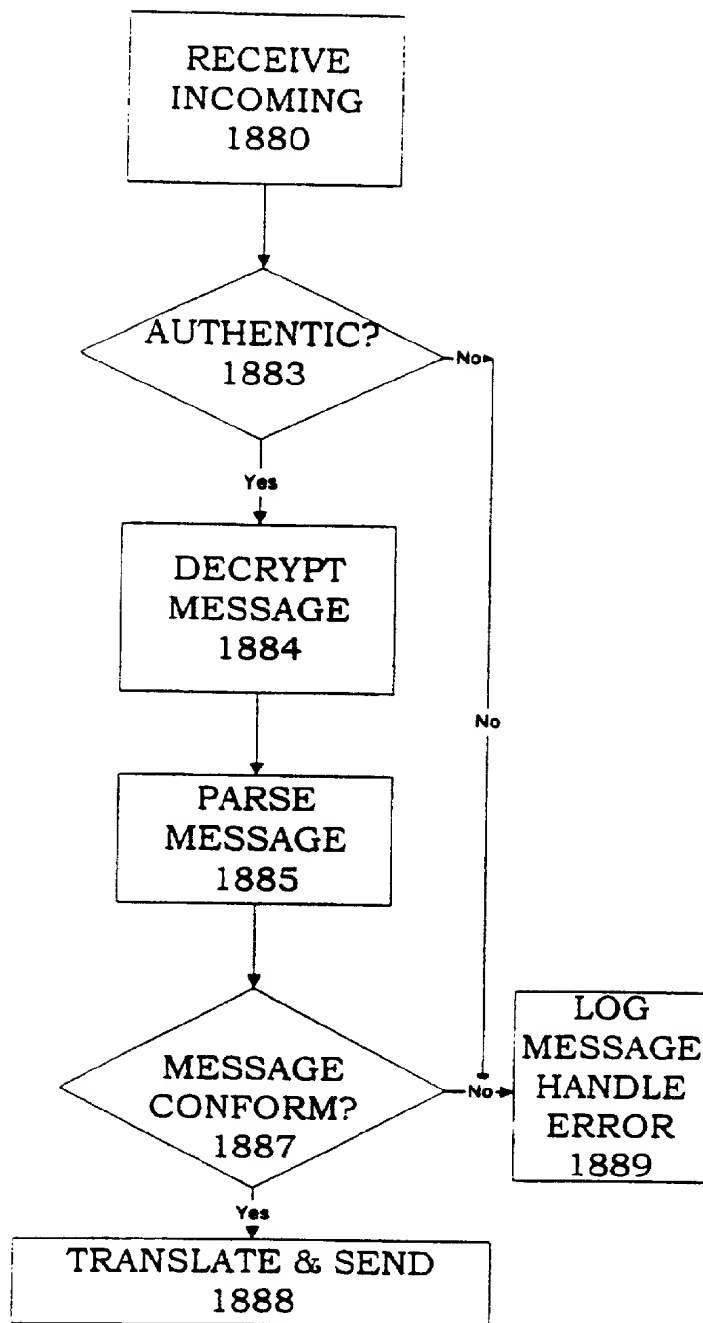 RECEIVE
INCOMING
1880
AUTHENTIC?
1883
No
Yes
DECRYPT
MESSAGE
1884
No
PARSE
MESSAGE
1885
MESSAGE
CONFORM?
1887
No
LOG
MESSAGE
HANDLE
ERROR
1889
Yes
TRANSLATE & SEND
1888